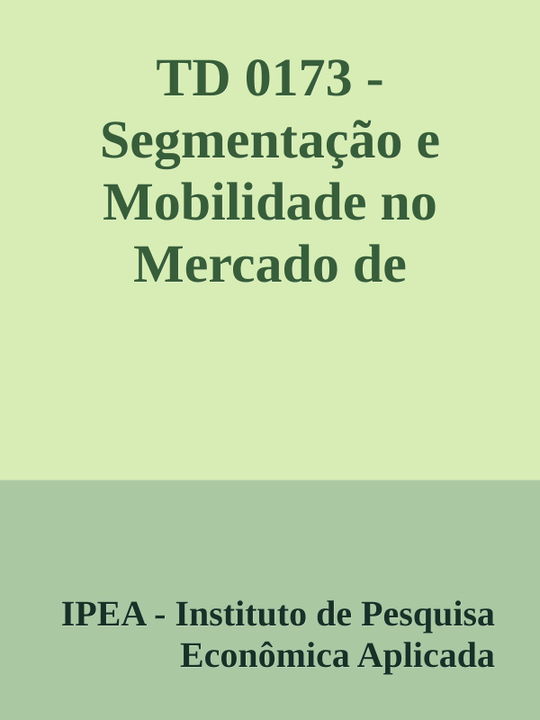 TD 0173 -
Segmentação e
Mobilidade no
Mercado de
IPEA - Instituto de Pesquisa
Econômica Aplicada